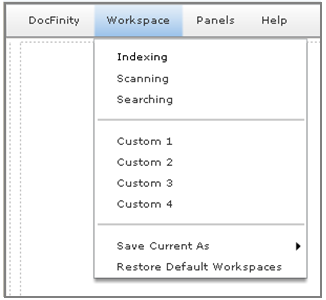 DocFinity Workspace Panels Help
Indexing
Scanning
Searching
Custom 1
Custom 2
Custom 3
Custom 4
Save Current As
Restore Default Workspaces